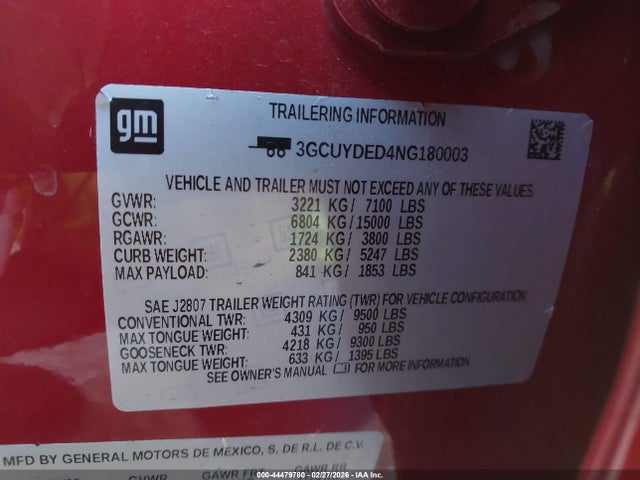 gm
TRAILERING INFORMATION
3GCUYDED4NG180003
VEHICLE AND TRAILER MUST NOT EXCEED ANY OF THESE VALUES.
GVWR: 3221 KG/ 7100 LBS
GCWR: 6804 KG/15000 LBS
RGAWR: 1724 KG/ 3800 LBS
CURB WEIGHT: 2380 KG/ 5247 LBS
MAX PAYLOAD: 841 KG/ 1853 LBS
SAE J2807 TRAILER WEIGHT RATING (TWR) FOR VEHICLE CONFIGURATION.
CONVENTIONAL TWR: 4309 KG/ 9500 LBS
MAX TONGUE WEIGHT: 431 KG/ 950 LBS
GOOSENECK TWR: 4218 KG/ 9300 LBS
MAX TONGUE WEIGHT: 633 KG/ 1395 LBS
SEE OWNER'S MANUAL FOR MORE INFORMATION
MFD BY GENERAL MOTORS DE MEXICO, S. DE R.L. DE C.V.
GVWR GAWR FRT GAWR RR
000-44479780 - 02/27/2026 -